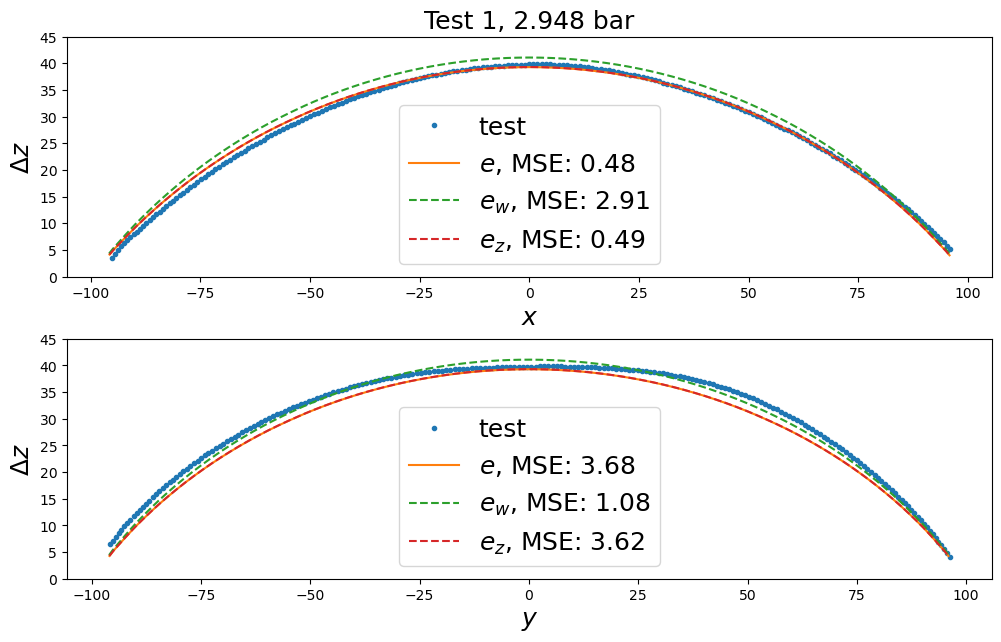 Test 1, 2.948 bar
45
40
35
30
25
20
15
10
5
0
Δz
test
e, MSE: 0.48
e_w, MSE: 2.91
e_z, MSE: 0.49
−100 −75 −50 −25 0 25 50 75 100
x
45
40
35
30
25
20
15
10
5
0
Δz
test
e, MSE: 3.68
e_w, MSE: 1.08
e_z, MSE: 3.62
−100 −75 −50 −25 0 25 50 75 100
y